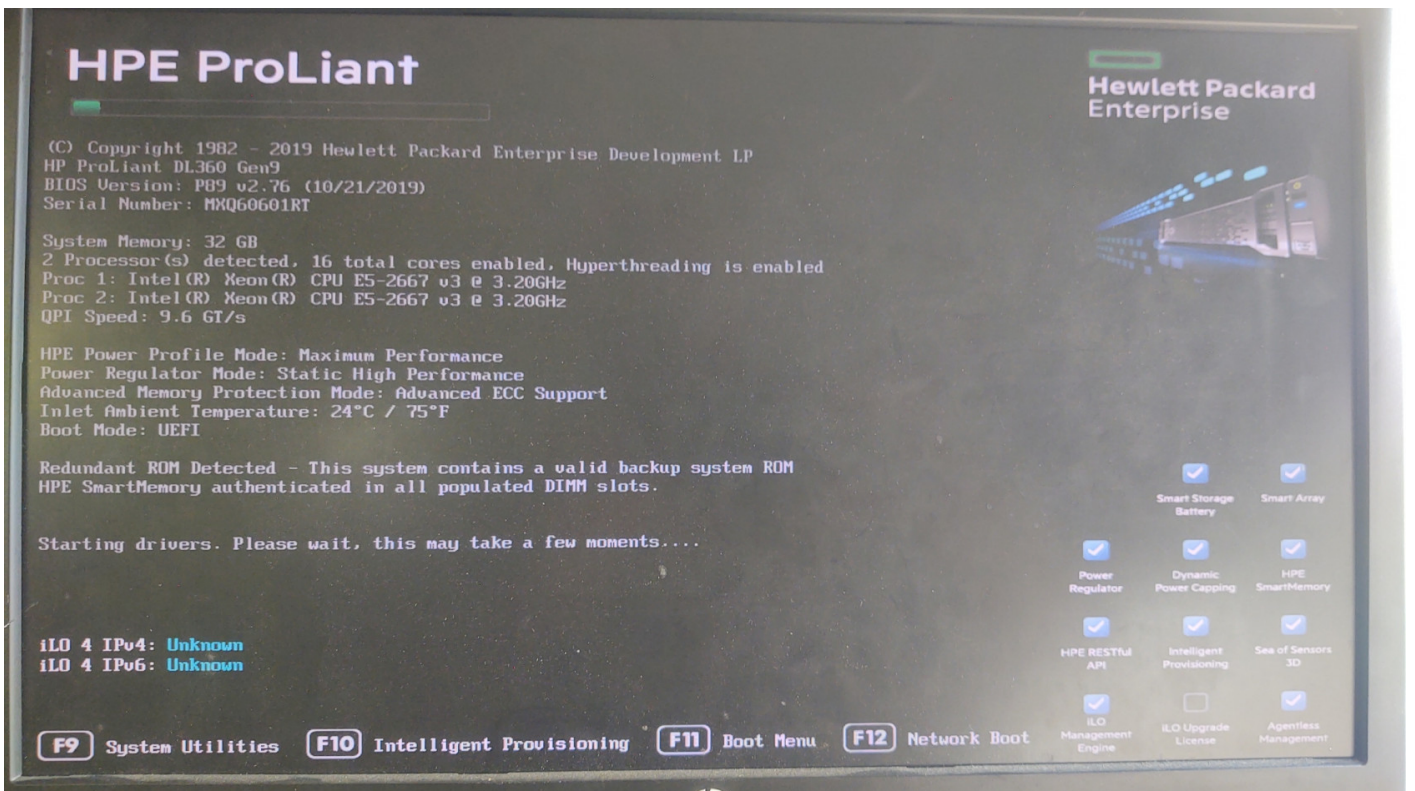 HPE ProLiant
Hewlett Packard
Enterprise
(C) Copyright 1982 - 2019 Hewlett Packard Enterprise Development LP
HP ProLiant DL360 Gen9
BIOS Version: P89 v2.76 (10/21/2019)
Serial Number: MXQ60601RT
System Memory: 32 GB
2 Processor(s) detected, 16 total cores enabled, Hyperthreading is enabled
Proc 1: Intel(R) Xeon(R) CPU E5-2667 v3 @ 3.20GHz
Proc 2: Intel(R) Xeon(R) CPU E5-2667 v3 @ 3.20GHz
QPI Speed: 9.6 GT/s
HPE Power Profile Mode: Maximum Performance
Power Regulator Mode: Static High Performance
Advanced Memory Protection Mode: Advanced ECC Support
Inlet Ambient Temperature: 24°C / 75°F
Boot Mode: UEFI
Redundant ROM Detected - This system contains a valid backup system ROM
HPE SmartMemory authenticated in all populated DIMM slots.
Starting drivers. Please wait, this may take a few moments....
iLO 4 IPv4: Unknown
iLO 4 IPv6: Unknown
Smart Storage
Battery
Smart Array
Power
Regulator
Dynamic
Power Capping
HPE
SmartMemory
HPE RESTful
API
Intelligent
Provisioning
Sea of Sensors
3D
iLO
Management
Engine
iLO Upgrade
License
Agentless
Management
F9 System Utilities F10 Intelligent Provisioning F11 Boot Menu F12 Network Boot